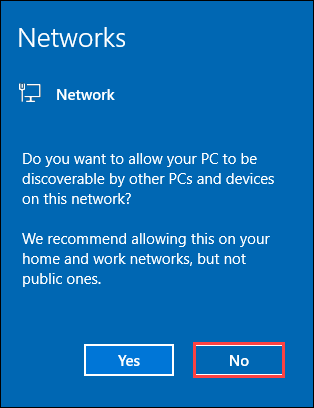 Networks
Network
Do you want to allow your PC to be
discoverable by other PCs and devices
on this network?
We recommend allowing this on your
home and work networks, but not
public ones.
Yes
No